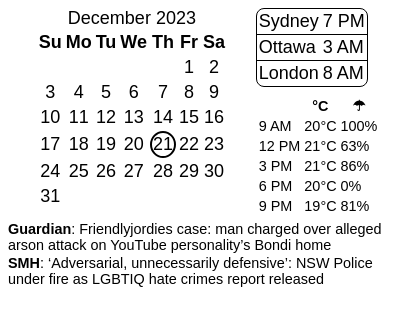 December 2023
Su Mo Tu We Th Fr Sa
1 2
3 4 5 6 7 8 9
10 11 12 13 14 15 16
17 18 19 20 21 22 23
24 25 26 27 28 29 30
31
Sydney 7 PM
Ottawa 3 AM
London 8 AM
°C ☂
9 AM 20°C 100%
12 PM 21°C 63%
3 PM 21°C 86%
6 PM 20°C 0%
9 PM 19°C 81%
Guardian: Friendlyjordies case: man charged over alleged
arson attack on YouTube personality’s Bondi home
SMH: ‘Adversarial, unnecessarily defensive’: NSW Police
under fire as LGBTIQ hate crimes report released